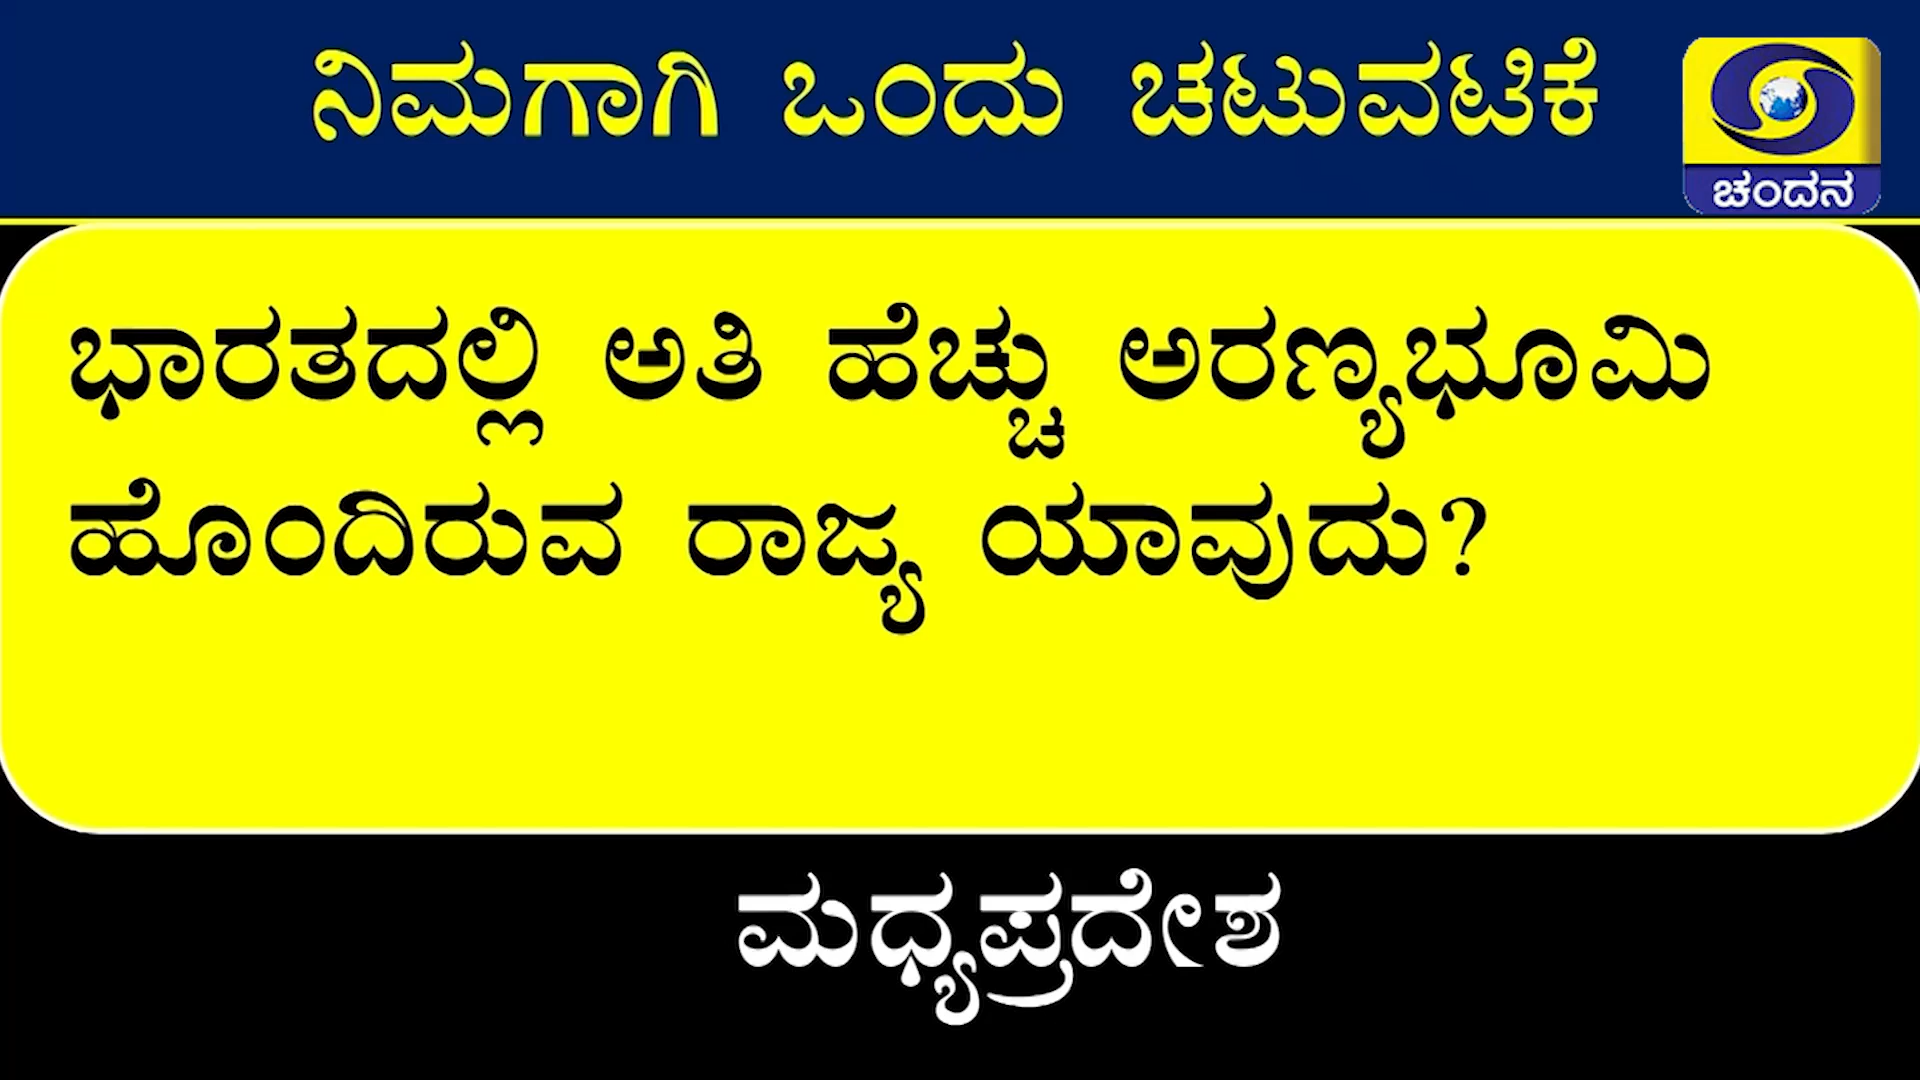 ನಿಮಗಾಗಿ ಒಂದು ಚಟುವಟಿಕೆ
ಚಂದನ
ಭಾರತದಲ್ಲಿ ಅತಿ ಹೆಚ್ಚು ಅರಣ್ಯಭೂಮಿ
ಹೊಂದಿರುವ ರಾಜ್ಯ ಯಾವುದು?
ಮಧ್ಯಪ್ರದೇಶ